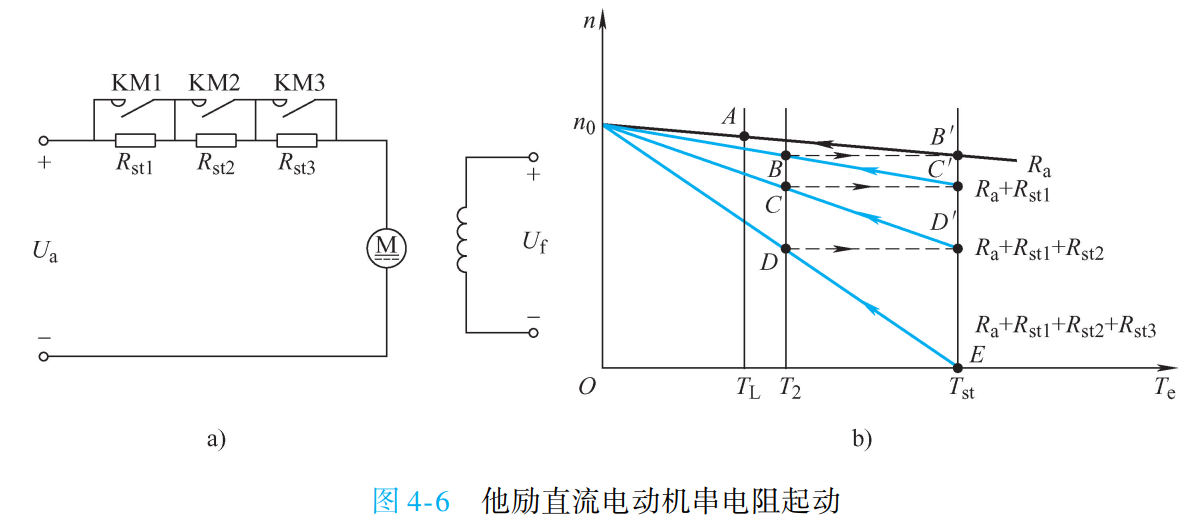 KM1 KM2 KM3
+ Rst1 Rst2 Rst3
Ua
M
−
+
Uf
−
a)
n
n0
A
B′
Ra
B
C′
Ra+Rst1
C
D′
D
Ra+Rst1+Rst2
Ra+Rst1+Rst2+Rst3
E
O TL T2 Tst Te
b)
图 4-6 他励直流电动机串电阻起动